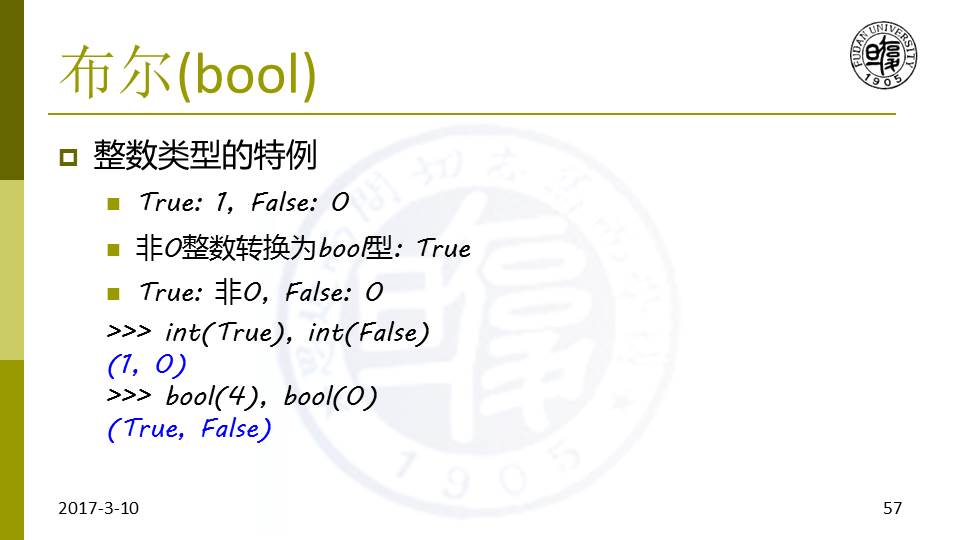 布尔(bool)
FUDAN UNIVERSITY
1905
整数类型的特例
True: 1, False: 0
非0整数转换为bool型: True
True: 非0, False: 0
>>> int(True), int(False)
(1, 0)
>>> bool(4), bool(0)
(True, False)
1905
2017-3-10
57